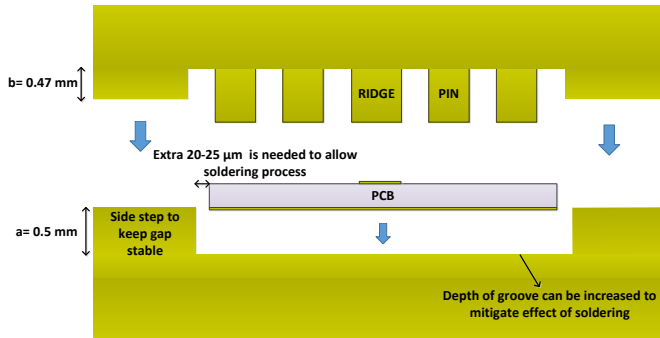 b= 0.47 mm
RIDGE
PIN
Extra 20-25 µm is needed to allow
soldering process
PCB
a= 0.5 mm
Side step to
keep gap
stable
Depth of groove can be increased to
mitigate effect of soldering